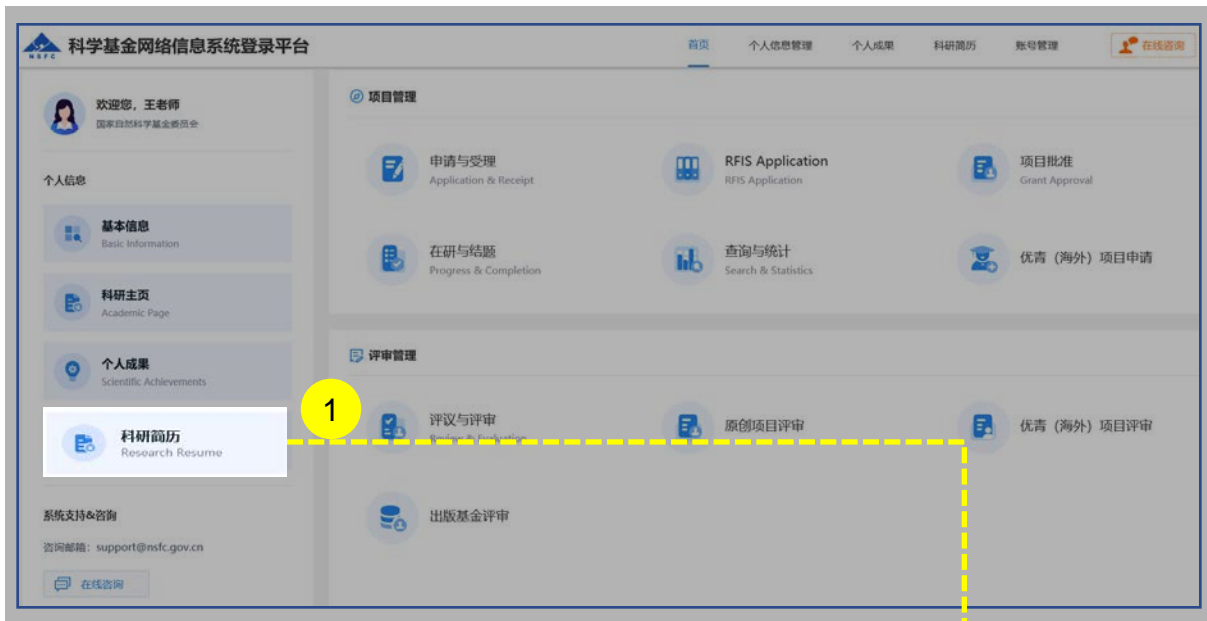 NSFC
科学基金网络信息系统登录平台
首页 个人信息管理 个人成果 科研简历 账号管理 在线咨询
欢迎您，王老师
国家自然科学基金委员会
个人信息
基本信息
Basic Information
科研主页
Academic Page
个人成果
Scientific Achievements
科研简历
Research Resume
系统支持&咨询
咨询邮箱：support@nsfc.gov.cn
在线咨询
项目管理
申请与受理
Application & Receipt
RFIS Application
RFIS Application
项目批准
Grant Approval
在研与结题
Progress & Completion
查询与统计
Search & Statistics
优青（海外）项目申请
评审管理
1
评议与评审
Review & Evaluation
原创项目评审
优青（海外）项目评审
出版基金评审